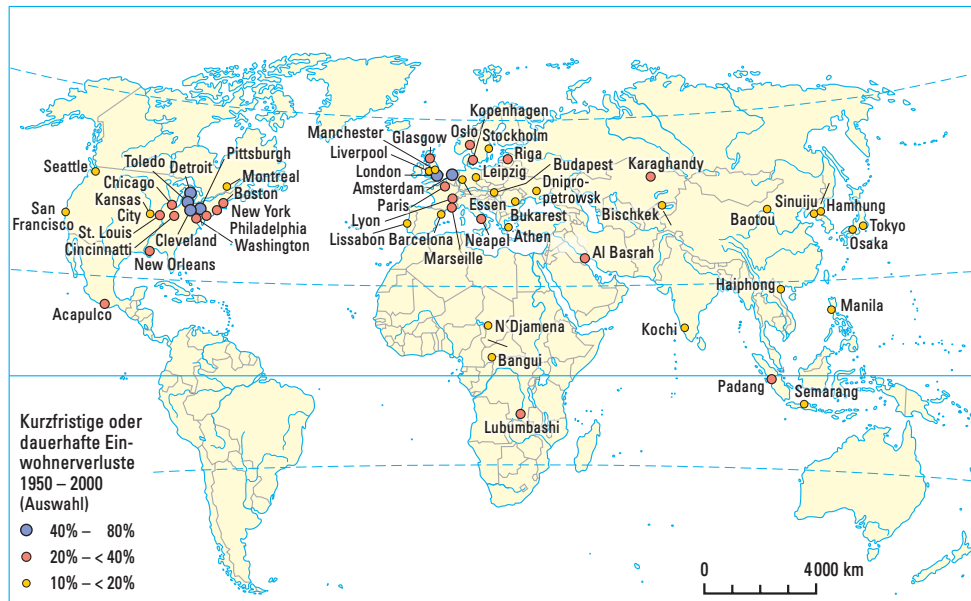 Kopenhagen
Manchester
Glasgow
Oslo
Stockholm
Liverpool
Riga
London
Leipzig
Budapest
Karaghandy
Amsterdam
Dnipro-
petrowsk
Paris
Essen
Bukarest
Lyon
Lissabon
Barcelona
Neapel
Athen
Marseille
Bischkek
Baotou
Sinuiju
Hamhung
Tokyo
Osaka
Seattle
Toledo
Detroit
Pittsburgh
Chicago
Montreal
Kansas
City
Boston
San
Francisco
New York
St. Louis
Philadelphia
Cincinnatti
Cleveland
Washington
New Orleans
Al Basrah
Haiphong
Acapulco
Manila
N´Djamena
Kochi
Bangui
Padang
Semarang
Lubumbashi
Kurzfristige oder
dauerhafte Ein-
wohnerverluste
1950 – 2000
(Auswahl)
40% – 80%
20% – < 40%
10% – < 20%
0 4000 km